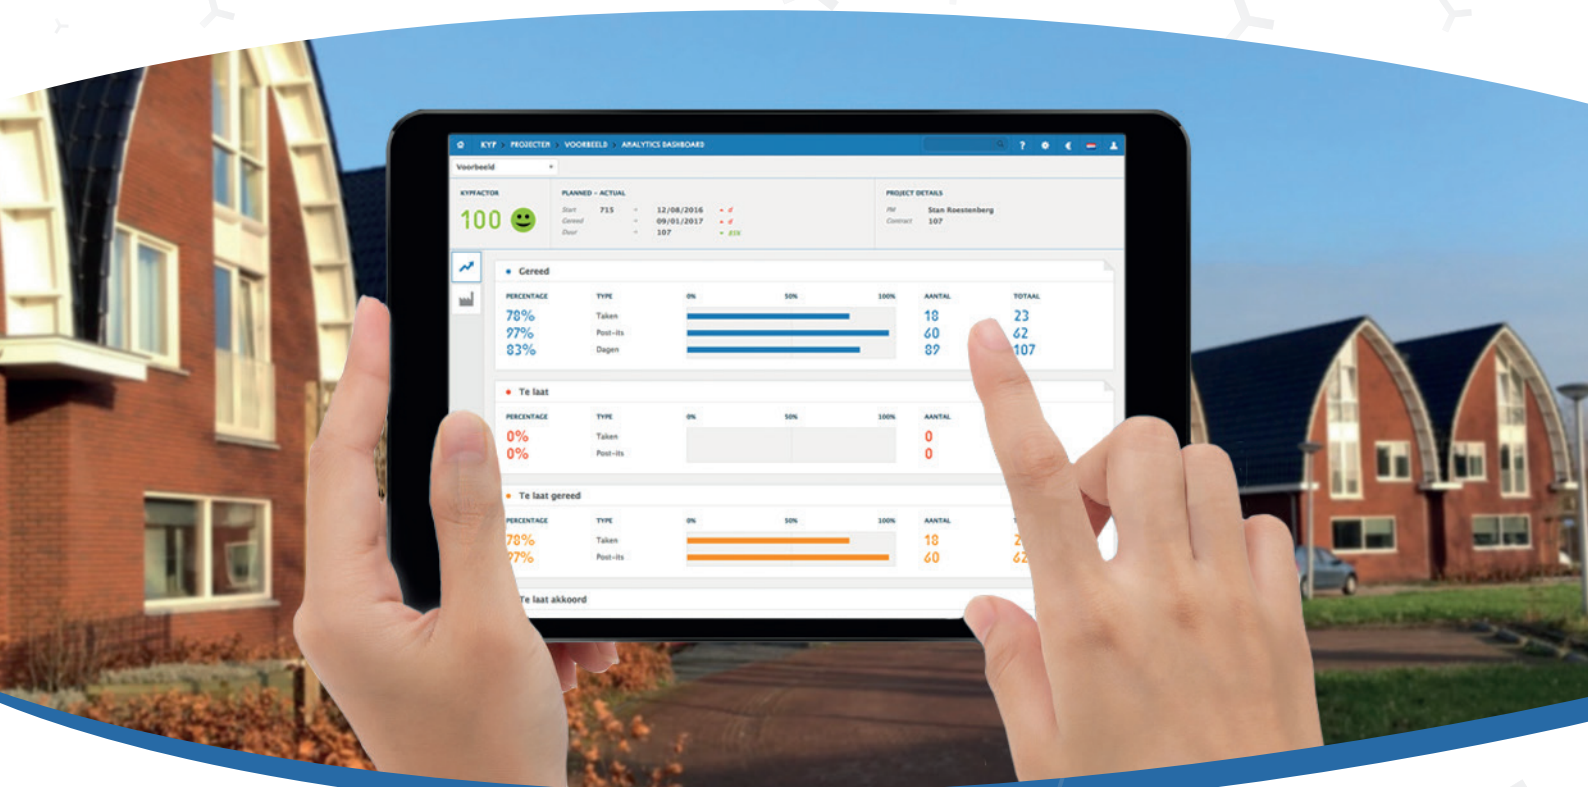 KYP > PROJECTEN > VOORBEELD > ANALYTICS DASHBOARD ?
Voorbeeld
KYPFACTOR PLANNED - ACTUAL PROJECT DETAILS
100
Start 715 → 12/08/2016 PM Stan Roestenberg
Gereed → 09/01/2017 Contract 107
Duur → 107 85%
Gereed
PERCENTAGE TYPE 0% 50% 100% AANTAL TOTAAL
78% Taken 18 23
97% Post-its 60 62
83% Dagen 89 107
Te laat
PERCENTAGE TYPE 0% 50% 100% AANTAL
0% Taken 0
0% Post-its 0
Te laat gereed
PERCENTAGE TYPE 0% 50% 100% AANTAL
78% Taken 18
97% Post-its 60 62
Te laat akkoord